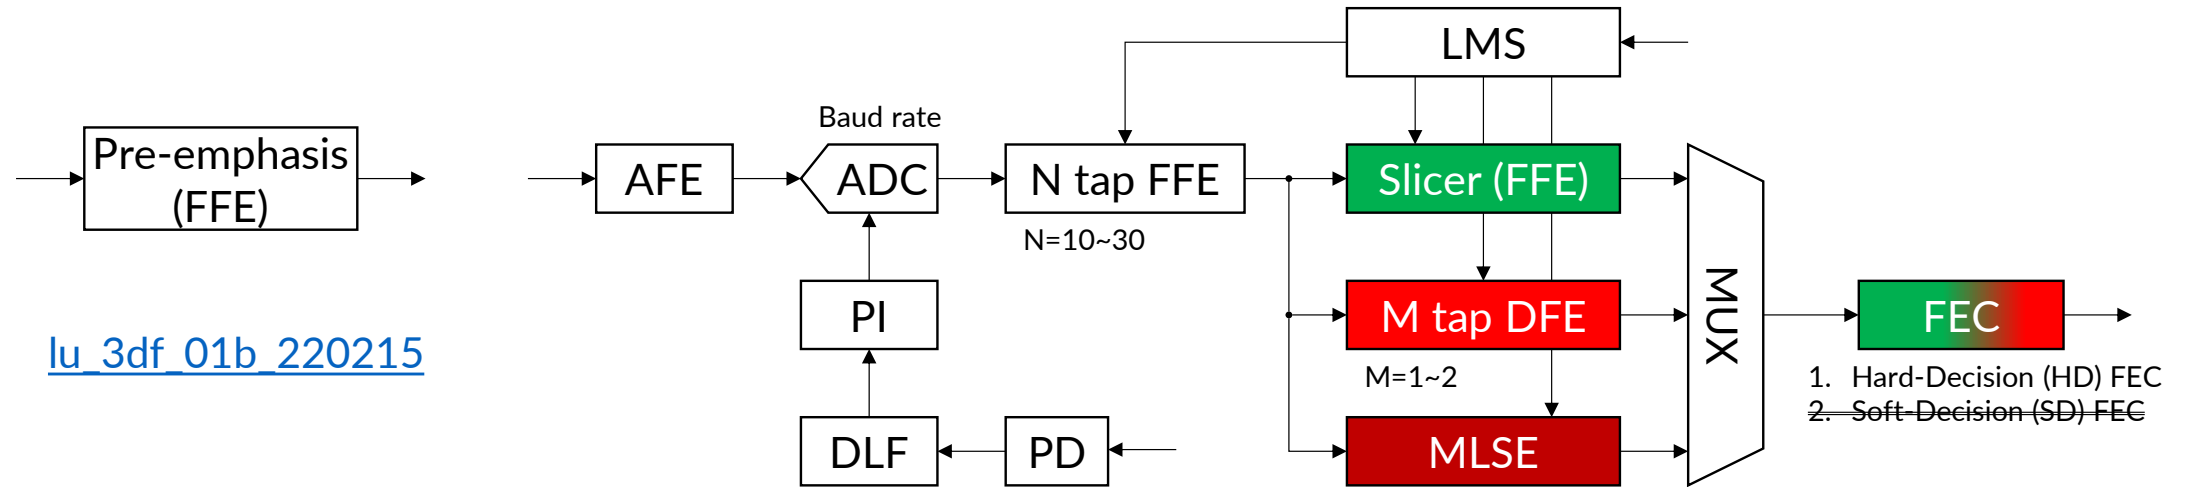 LMS
Baud rate
Pre-emphasis
(FFE)
AFE
ADC
N tap FFE
Slicer (FFE)
N=10~30
PI
M tap DFE
MUX
FEC
lu_3df_01b_220215
M=1~2
1. Hard-Decision (HD) FEC
2. Soft-Decision (SD) FEC
DLF
PD
MLSE